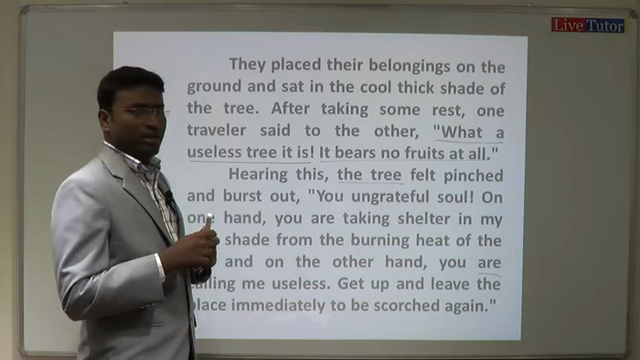 Live Tutor
They placed their belongings on the
ground and sat in the cool thick shade of
the tree. After taking some rest, one
traveler said to the other, "What a
useless tree it is! It bears no fruits at all."
Hearing this, the tree felt pinched
and burst out, "You ungrateful soul! On
one hand, you are taking shelter in my
shade from the burning heat of the
and on the other hand, you are
me useless. Get up and leave the
place immediately to be scorched again."